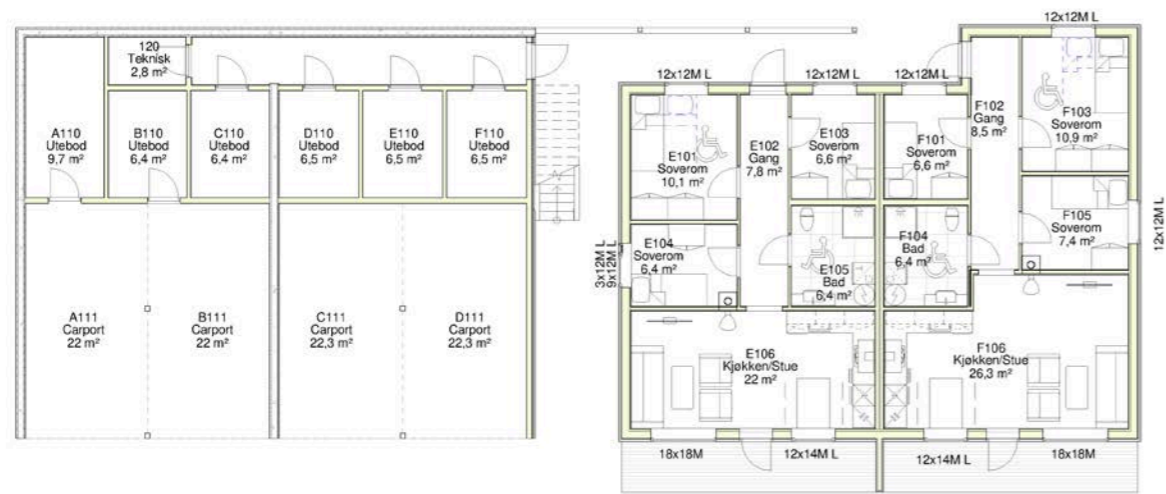 120
Teknisk
2,8 m²
A110
Utebod
9,7 m²
B110
Utebod
6,4 m²
C110
Utebod
6,4 m²
D110
Utebod
6,5 m²
E110
Utebod
6,5 m²
F110
Utebod
6,5 m²
A111
Carport
22 m²
B111
Carport
22 m²
C111
Carport
22,3 m²
D111
Carport
22,3 m²
12x12M L
12x12M L
12x12M L
12x12M L
E101
Soverom
10,1 m²
E102
Gang
7,8 m²
E103
Soverom
6,6 m²
F101
Soverom
6,6 m²
F102
Gang
8,5 m²
F103
Soverom
10,9 m²
E104
Soverom
6,4 m²
E105
Bad
6,4 m²
F104
Bad
6,4 m²
F105
Soverom
7,4 m²
3x12M L
9x12M L
12x12M L
E106
Kjøkken/Stue
22 m²
F106
Kjøkken/Stue
26,3 m²
18x18M
12x14M L
12x14M L
18x18M